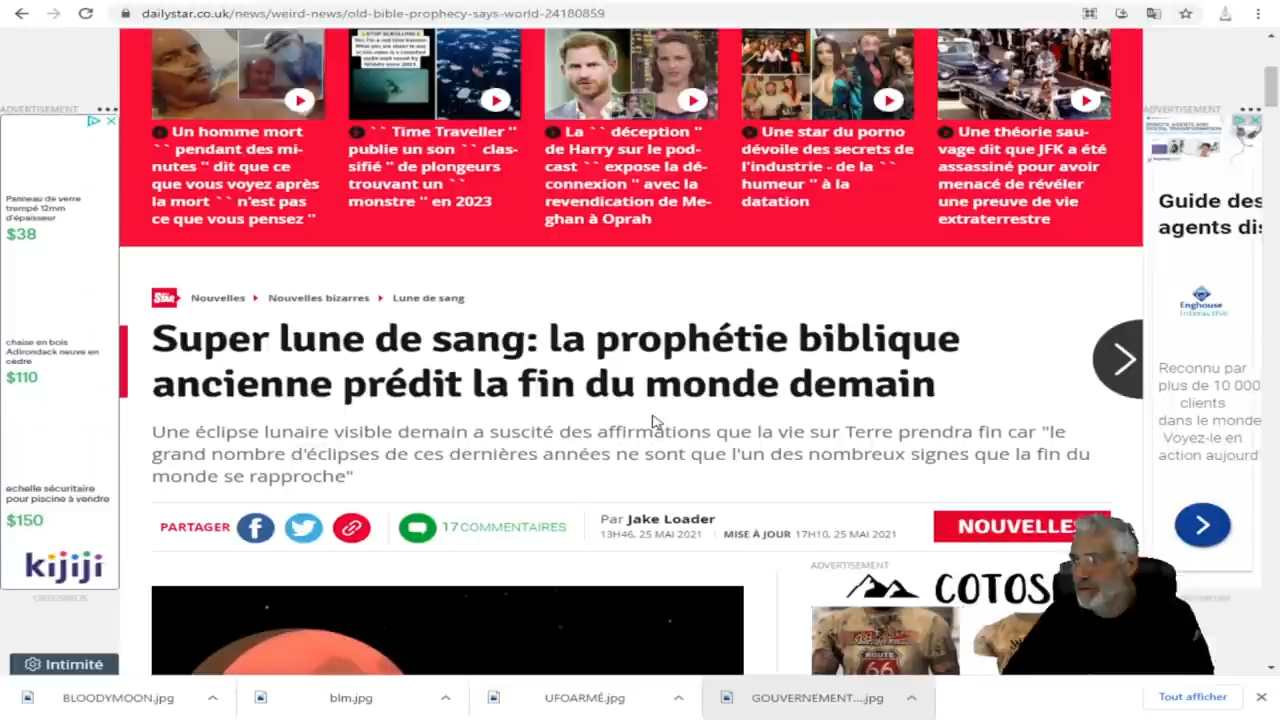 dailystar.co.uk/news/weird-news/old-bible-prophecy-says-world-24180859
ADVERTISEMENT
Panneau de verre
trempé 12mm
d'épaisseur
$38
chaise en bois
Adirondack neuve en
cèdre
$110
echelle sécuritaire
pour piscine à vendre
$150
kijiji
Intimité
Un homme mort
`` pendant des mi-
nutes '' dit que ce
que vous voyez après
la mort `` n'est pas
ce que vous pensez ''
STOP SCROLLING
`` Time Traveller ''
publie un son `` clas-
sifié '' de plongeurs
trouvant un ``
monstre '' en 2023
La `` déception ''
de Harry sur le pod-
cast `` expose la dé-
connexion '' avec la
revendication de Me-
ghan à Oprah
Une star du porno
dévoile des secrets de
l'industrie - de la ``
humeur '' à la
datation
Une théorie sau-
vage dit que JFK a été
assassiné pour avoir
menacé de révéler
une preuve de vie
extraterrestre
STAR Nouvelles Nouvelles bizarres Lune de sang
Super lune de sang: la prophétie biblique
ancienne prédit la fin du monde demain
Une éclipse lunaire visible demain a suscité des affirmations que la vie sur Terre prendra fin car "le
grand nombre d'éclipses de ces dernières années ne sont que l'un des nombreux signes que la fin du
monde se rapproche"
PARTAGER
17 COMMENTAIRES
Par Jake Loader
13H46, 25 MAI 2021 MISE À JOUR 17H10, 25 MAI 2021
NOUVELLES
ADVERTISEMENT
COTOS
ROUTE
66
ADVERTISEMENT
Guide des
agents di
Enghouse
Interactive
Reconnu par
plus de 10 000
clients
dans le monde
Voyez-le en
action aujourd'
BLOODYMOON.jpg
blm.jpg
UFOARMÉ.jpg
GOUVERNEMENT....jpg
Tout afficher